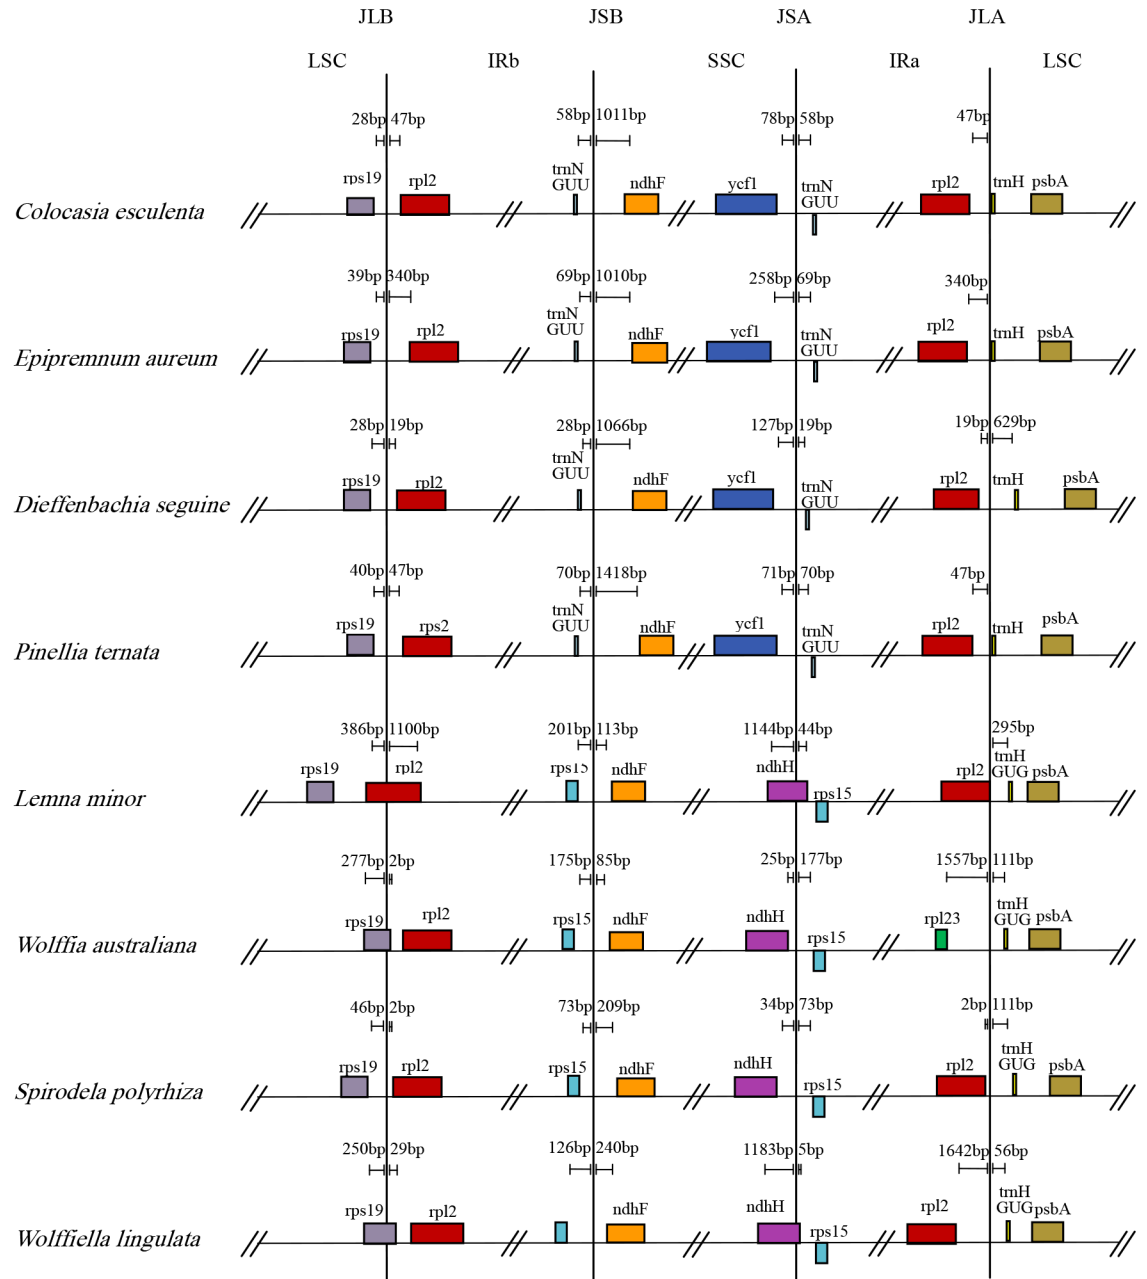 JLB JSB JSA JLA
LSC IRb SSC IRa LSC
28bp 47bp 58bp 1011bp 78bp 58bp 47bp
rps19 rpl2 trnN GUU ndhF ycf1 trnN GUU rpl2 trnH psbA
Colocasia esculenta
39bp 340bp 69bp 1010bp 258bp 69bp 340bp
rps19 rpl2 trnN GUU ndhF ycf1 trnN GUU rpl2 trnH psbA
Epipremnum aureum
28bp 19bp 28bp 1066bp 127bp 19bp 19bp 629bp
rps19 rpl2 trnN GUU ndhF ycf1 trnN GUU rpl2 trnH psbA
Dieffenbachia seguine
40bp 47bp 70bp 1418bp 71bp 70bp 47bp
rps19 rps2 trnN GUU ndhF ycf1 trnN GUU rpl2 trnH psbA
Pinellia ternata
386bp 1100bp 201bp 113bp 1144bp 44bp 295bp
rps19 rpl2 rps15 ndhF ndhH rps15 rpl2 trnH GUG psbA
Lemna minor
277bp 2bp 175bp 85bp 25bp 177bp 1557bp 111bp
rps19 rpl2 rps15 ndhF ndhH rps15 rpl23 trnH GUG psbA
Wolffia australiana
46bp 2bp 73bp 209bp 34bp 73bp 2bp 111bp
rps19 rpl2 rps15 ndhF ndhH rps15 rpl2 trnH GUG psbA
Spirodela polyrhiza
250bp 29bp 126bp 240bp 1183bp 5bp 1642bp 56bp
rps19 rpl2 ndhF ndhH rps15 rpl2 trnH GUG psbA
Wolffiella lingulata